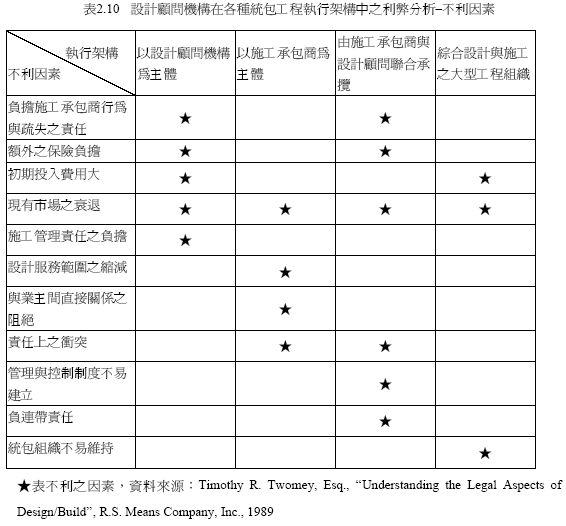 表2.10 設計顧問機構在各種統包工程執行架構中之利弊分析–不利因素
執行架構
不利因素
以設計顧問機構
為主體
以施工承包商為
主體
由施工承包商與
設計顧問聯合承
攬
綜合設計與施工
之大型工程組織
負擔施工承包商行為
與疏失之責任
★ ★
額外之保險負擔 ★ ★
初期投入費用大 ★ ★
現有市場之衰退 ★ ★ ★ ★
施工管理責任之負擔 ★
設計服務範圍之縮減 ★
與業主間直接關係之
阻絕
★
責任上之衝突 ★ ★
管理與控制制度不易
建立
★
負連帶責任 ★
統包組織不易維持 ★
★表不利之因素，資料來源：Timothy R. Twomey, Esq., “Understanding the Legal Aspects of
Design/Build”, R.S. Means Company, Inc., 1989